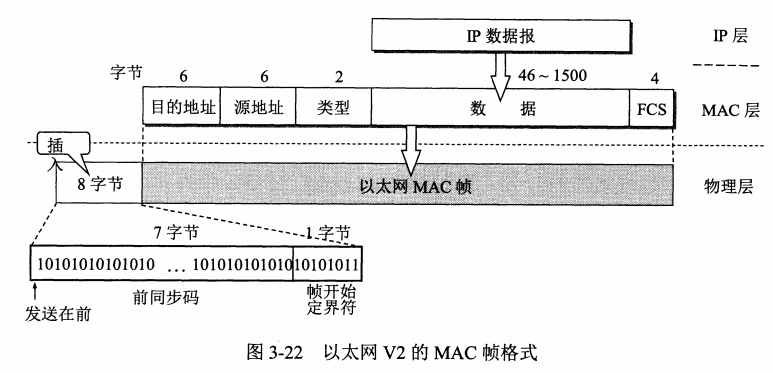 IP 数据报
IP 层
字节 6 6 2 46~1500 4
目的地址 源地址 类型 数 据 FCS
MAC 层
插入
8 字节
以太网 MAC 帧
物理层
7 字节 1 字节
10101010101010 … 101010101010 10101011
前同步码
帧开始
定界符
发送在前
图 3-22 以太网 V2 的 MAC 帧格式